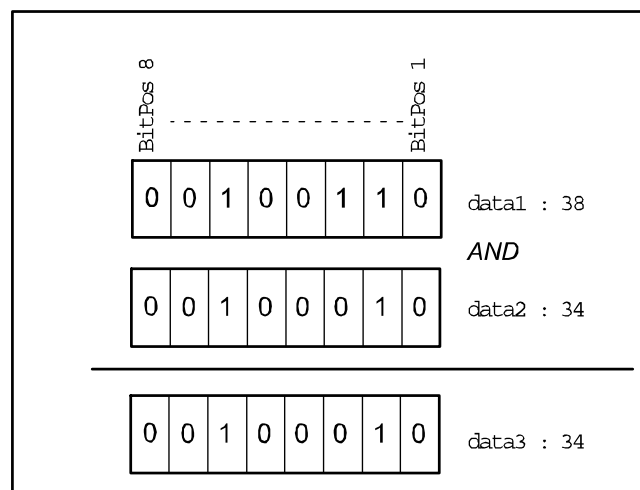 BitPos 8 BitPos 1
0 0 1 0 0 1 1 0 data1 : 38
AND
0 0 1 0 0 0 1 0 data2 : 34
0 0 1 0 0 0 1 0 data3 : 34